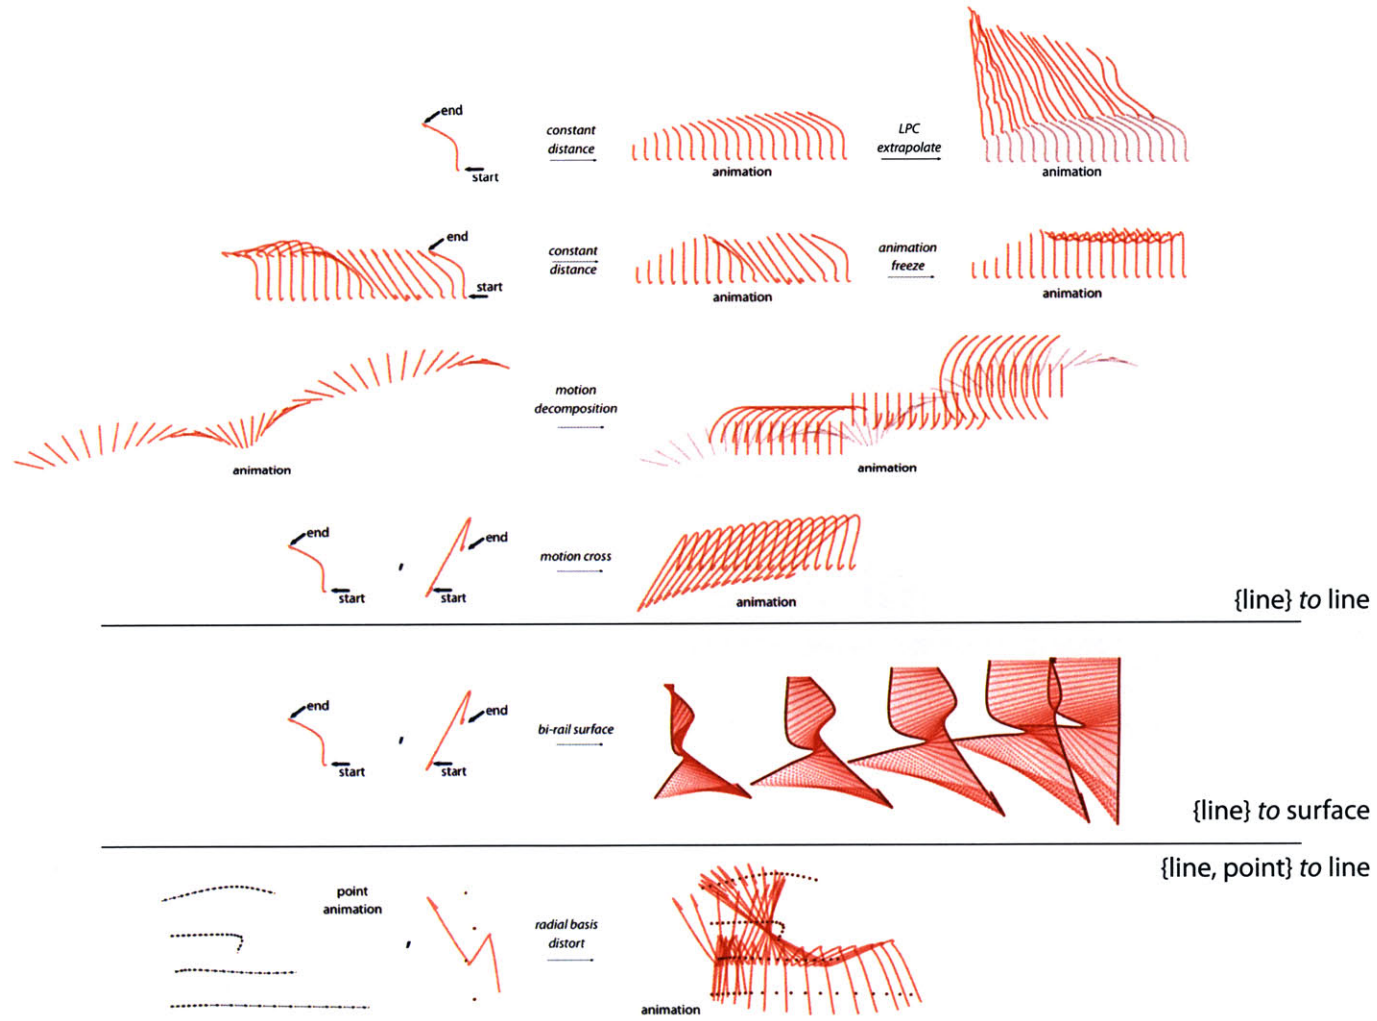 end
start
constant
distance
animation
LPC
extrapolate
animation
end
start
constant
distance
animation
animation
freeze
animation
animation
motion
decomposition
animation
end
start
,
end
start
motion cross
animation
{line} to line
end
start
,
end
start
bi-rail surface
{line} to surface
{line, point} to line
point
animation
,
radial basis
distort
animation